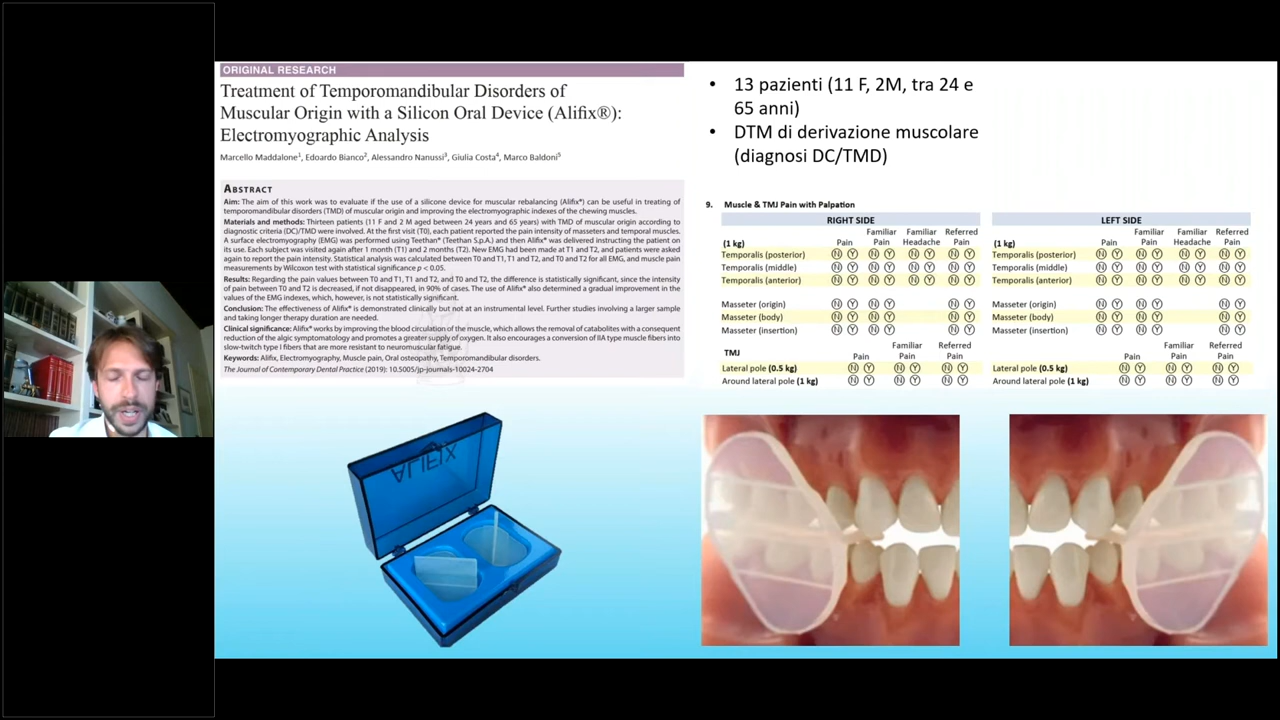 ORIGINAL RESEARCH
Treatment of Temporomandibular Disorders of
Muscular Origin with a Silicon Oral Device (Alifix®):
Electromyographic Analysis
Marcello Maddalone1, Edoardo Bianco2, Alessandro Nanussi3, Giulia Costa4, Marco Baldoni5
ABSTRACT
Aim: The aim of this work was to evaluate if the use of a silicone device for muscular rebalancing (Alifix®) can be useful in treating of
temporomandibular disorders (TMD) of muscular origin and improving the electromyographic indexes of the chewing muscles.
Materials and methods: Thirteen patients (11 F and 2 M aged between 24 years and 65 years) with TMD of muscular origin according to
diagnostic criteria (DC)/TMD were involved. At the first visit (T0), each patient reported the pain intensity of masseters and temporal muscles.
A surface electromyography (EMG) was performed using Teethan® (Teethan S.p.A.) and then Alifix® was delivered instructing the patient on
its use. Each subject was visited again after 1 month (T1) and 2 months (T2). New EMG had been made at T1 and T2, and patients were asked
again to report the pain intensity. Statistical analysis was calculated between T0 and T1, T1 and T2, and T0 and T2 for all EMG, and muscle pain
measurements by Wilcoxon test with statistical significance p < 0.05.
Results: Regarding the pain values between T0 and T1, T1 and T2, and T0 and T2, the difference is statistically significant, since the intensity
of pain between T0 and T2 is decreased, if not disappeared, in 90% of cases. The use of Alifix® also determined a gradual improvement in the
values of the EMG indexes, which, however, is not statistically significant.
Conclusion: The effectiveness of Alifix® is demonstrated clinically but not at an instrumental level. Further studies involving a larger sample
and taking longer therapy duration are needed.
Clinical significance: Alifix® works by improving the blood circulation of the muscle, which allows the removal of catabolites with a consequent
reduction of the algic symptomatology and promotes a greater supply of oxygen. It also encourages a conversion of IIA type muscle fibers into
slow-twitch type I fibers that are more resistant to neuromuscular fatigue.
Keywords: Alifix, Electromyography, Muscle pain, Oral osteopathy, Temporomandibular disorders.
The Journal of Contemporary Dental Practice (2019): 10.5005/jp-journals-10024-2704
ALIFIX
• 13 pazienti (11 F, 2M, tra 24 e
65 anni)
• DTM di derivazione muscolare
(diagnosi DC/TMD)
9. Muscle & TMJ Pain with Palpation
RIGHT SIDE LEFT SIDE
Familiar Familiar Referred Familiar Familiar Referred
(1 kg) Pain Pain Headache Pain (1 kg) Pain Pain Headache Pain
Temporalis (posterior) N Y N Y N Y N Y Temporalis (posterior) N Y N Y N Y N Y
Temporalis (middle) N Y N Y N Y N Y Temporalis (middle) N Y N Y N Y N Y
Temporalis (anterior) N Y N Y N Y N Y Temporalis (anterior) N Y N Y N Y N Y
Masseter (origin) N Y N Y N Y Masseter (origin) N Y N Y N Y
Masseter (body) N Y N Y N Y Masseter (body) N Y N Y N Y
Masseter (insertion) N Y N Y N Y Masseter (insertion) N Y N Y N Y
Familiar Referred Familiar Referred
TMJ Pain Pain Pain Pain Pain Pain
Lateral pole (0.5 kg) N Y N Y N Y Lateral pole (0.5 kg) N Y N Y N Y
Around lateral pole (1 kg) N Y N Y N Y Around lateral pole (1 kg) N Y N Y N Y